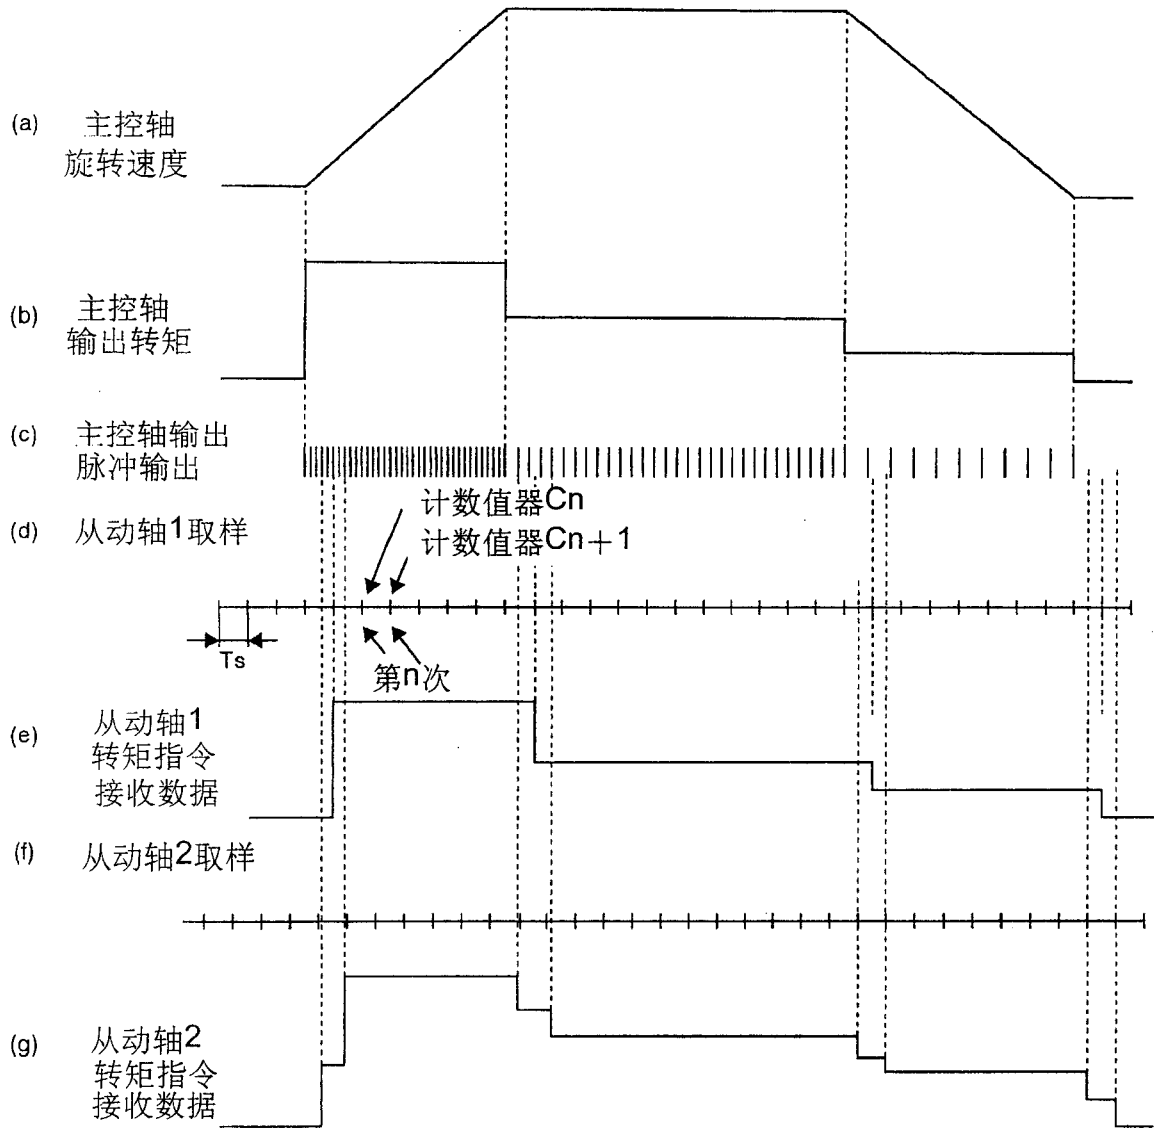 (a) 主控轴
旋转速度
(b) 主控轴
输出转矩
(c) 主控轴输出
脉冲输出
计数值器Cn
(d) 从动轴1取样
计数值器Cn+1
Ts
第n次
(e) 从动轴1
转矩指令
接收数据
(f) 从动轴2取样
(g) 从动轴2
转矩指令
接收数据